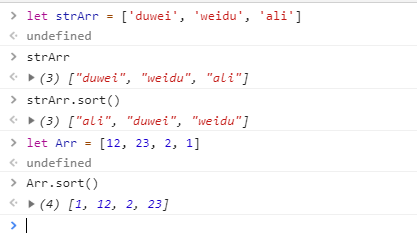 > let strArr = ['duwei', 'weidu', 'ali']
< undefined
> strArr
< ▶ (3) ["duwei", "weidu", "ali"]
> strArr.sort()
< ▶ (3) ["ali", "duwei", "weidu"]
> let Arr = [12, 23, 2, 1]
< undefined
> Arr.sort()
< ▶ (4) [1, 12, 2, 23]
>